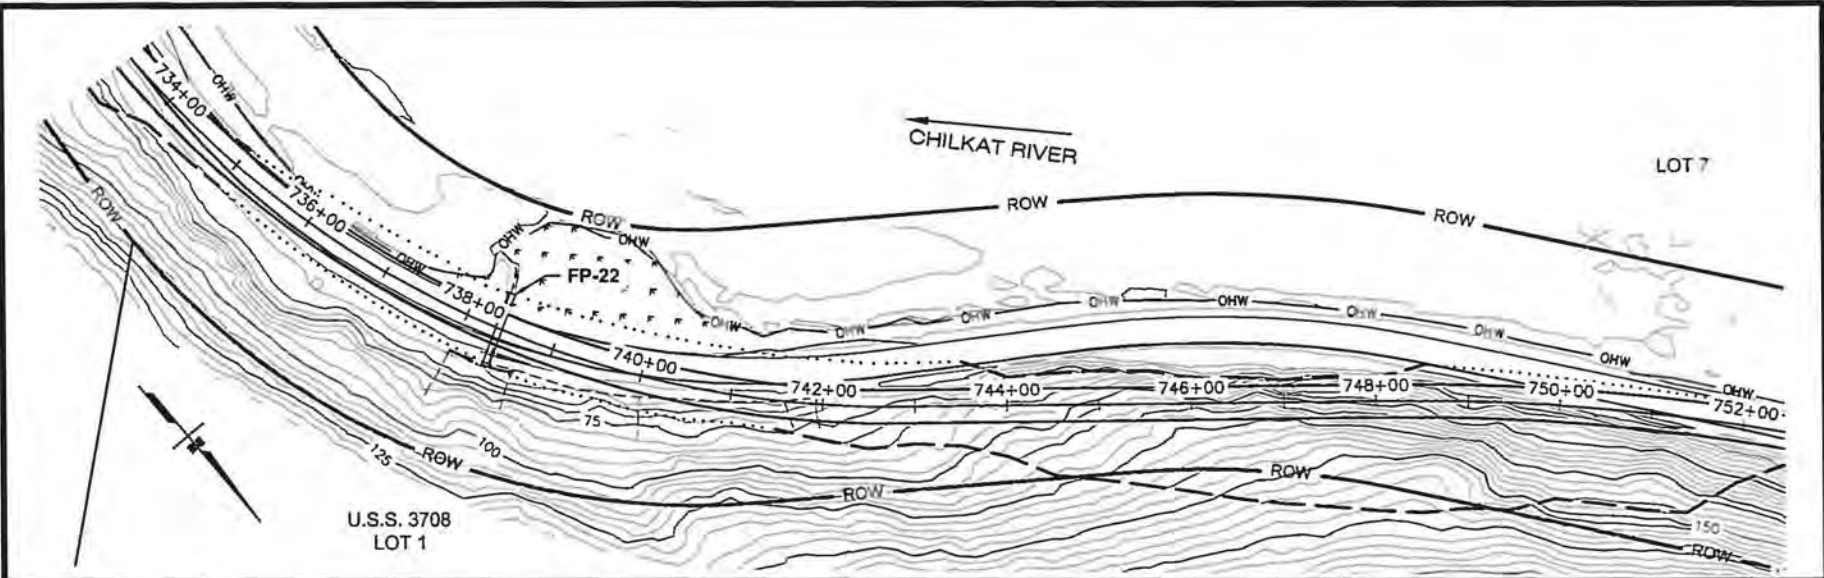 734+00
OHW
OHW
736+00
ROW
OHW
738+00
OHW
ROW
OHW
FP-22
CHILKAT RIVER
ROW
ROW
LOT 7
OHW
OHW
OHW
OHW
OHW
OHW
OHW
OHW
OHW
740+00
742+00
744+00
746+00
748+00
750+00
752+00
75
100
125
ROW
ROW
ROW
150
ROW
U.S.S. 3708
LOT 1